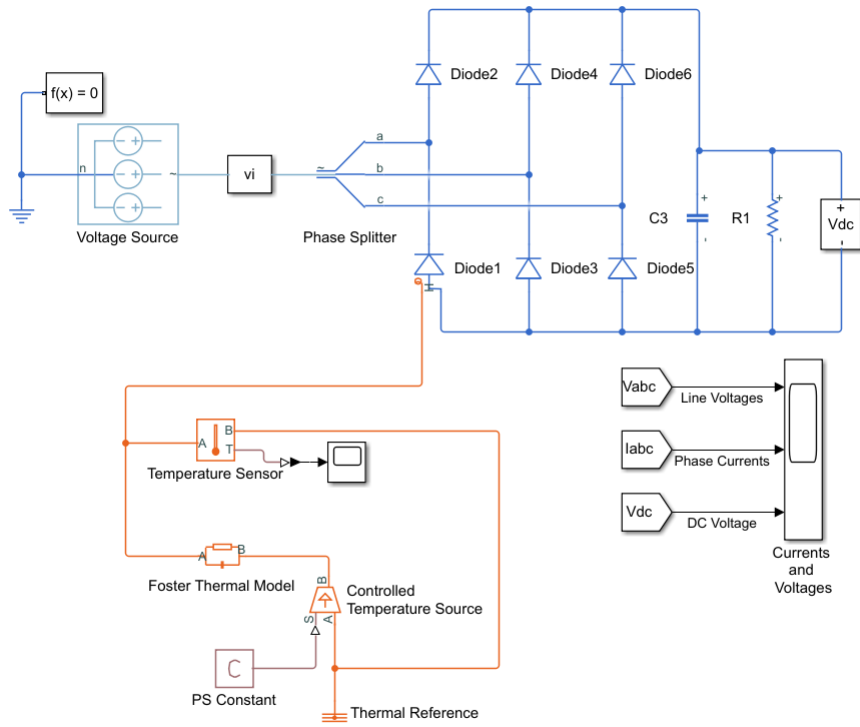 Diode2
Diode4
Diode6
f(x) = 0
a
n
- +
- +
- +
~
vi
~
b
c
Voltage Source
Phase Splitter
+
C3
-
+
R1
-
+
Vdc
-
Diode1
Diode3
Diode5
H
Vabc
Line Voltages
A
B
T
Temperature Sensor
Iabc
Phase Currents
Vdc
DC Voltage
Currents
and
Voltages
A
B
Foster Thermal Model
B
S
A
Controlled
Temperature Source
C
PS Constant
Thermal Reference